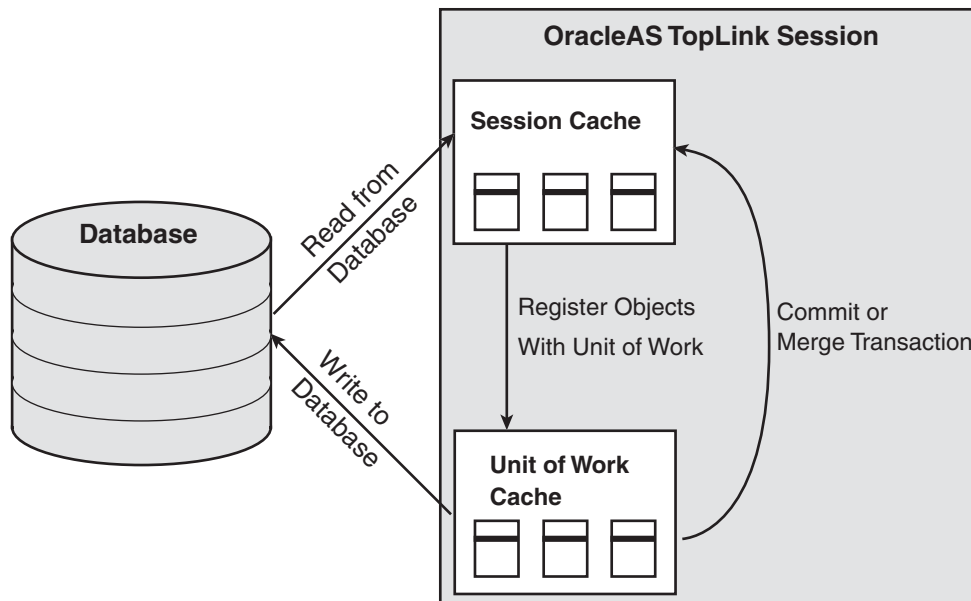 OracleAS TopLink Session
Session Cache
Database
Read from
Database
Register Objects
With Unit of Work
Commit or
Merge Transaction
Write to
Database
Unit of Work
Cache